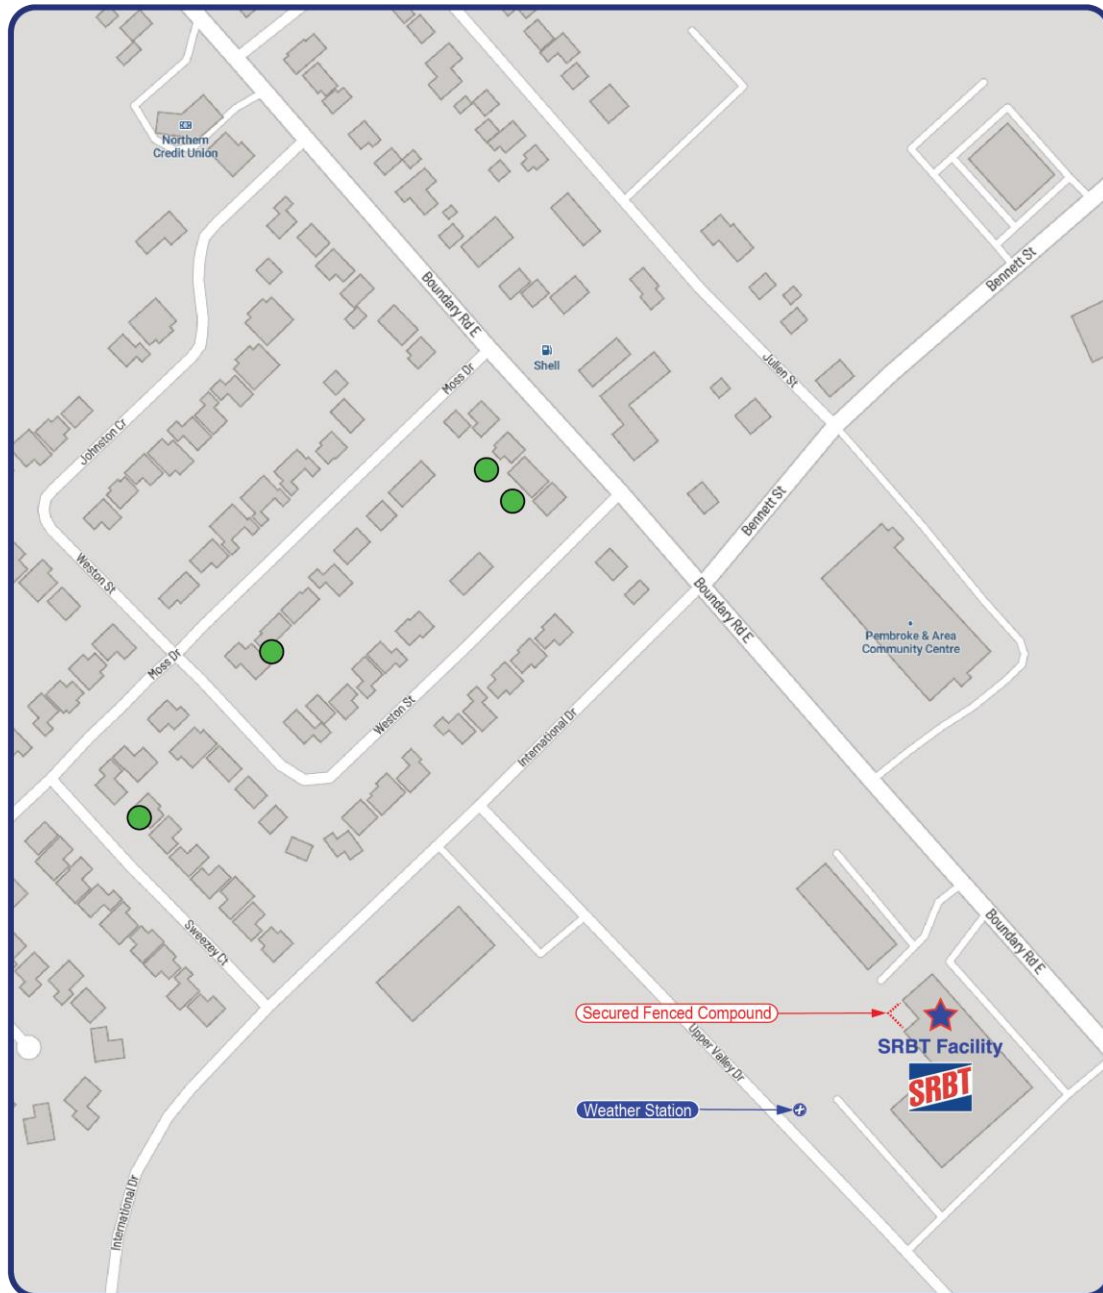 Northern
Credit Union
Bennett St
Boundary Rd E
Shell
Moss Dr
Julien St
Johnston Cr
Bennett St
Weston St
Boundary Rd E
Pembroke & Area
Community Centre
Moss Dr
Weston St
International Dr
Sweezey Ct
Boundary Rd E
Secured Fenced Compound
SRBT Facility
Upper Valley Dr
SRBT
Weather Station
International Dr